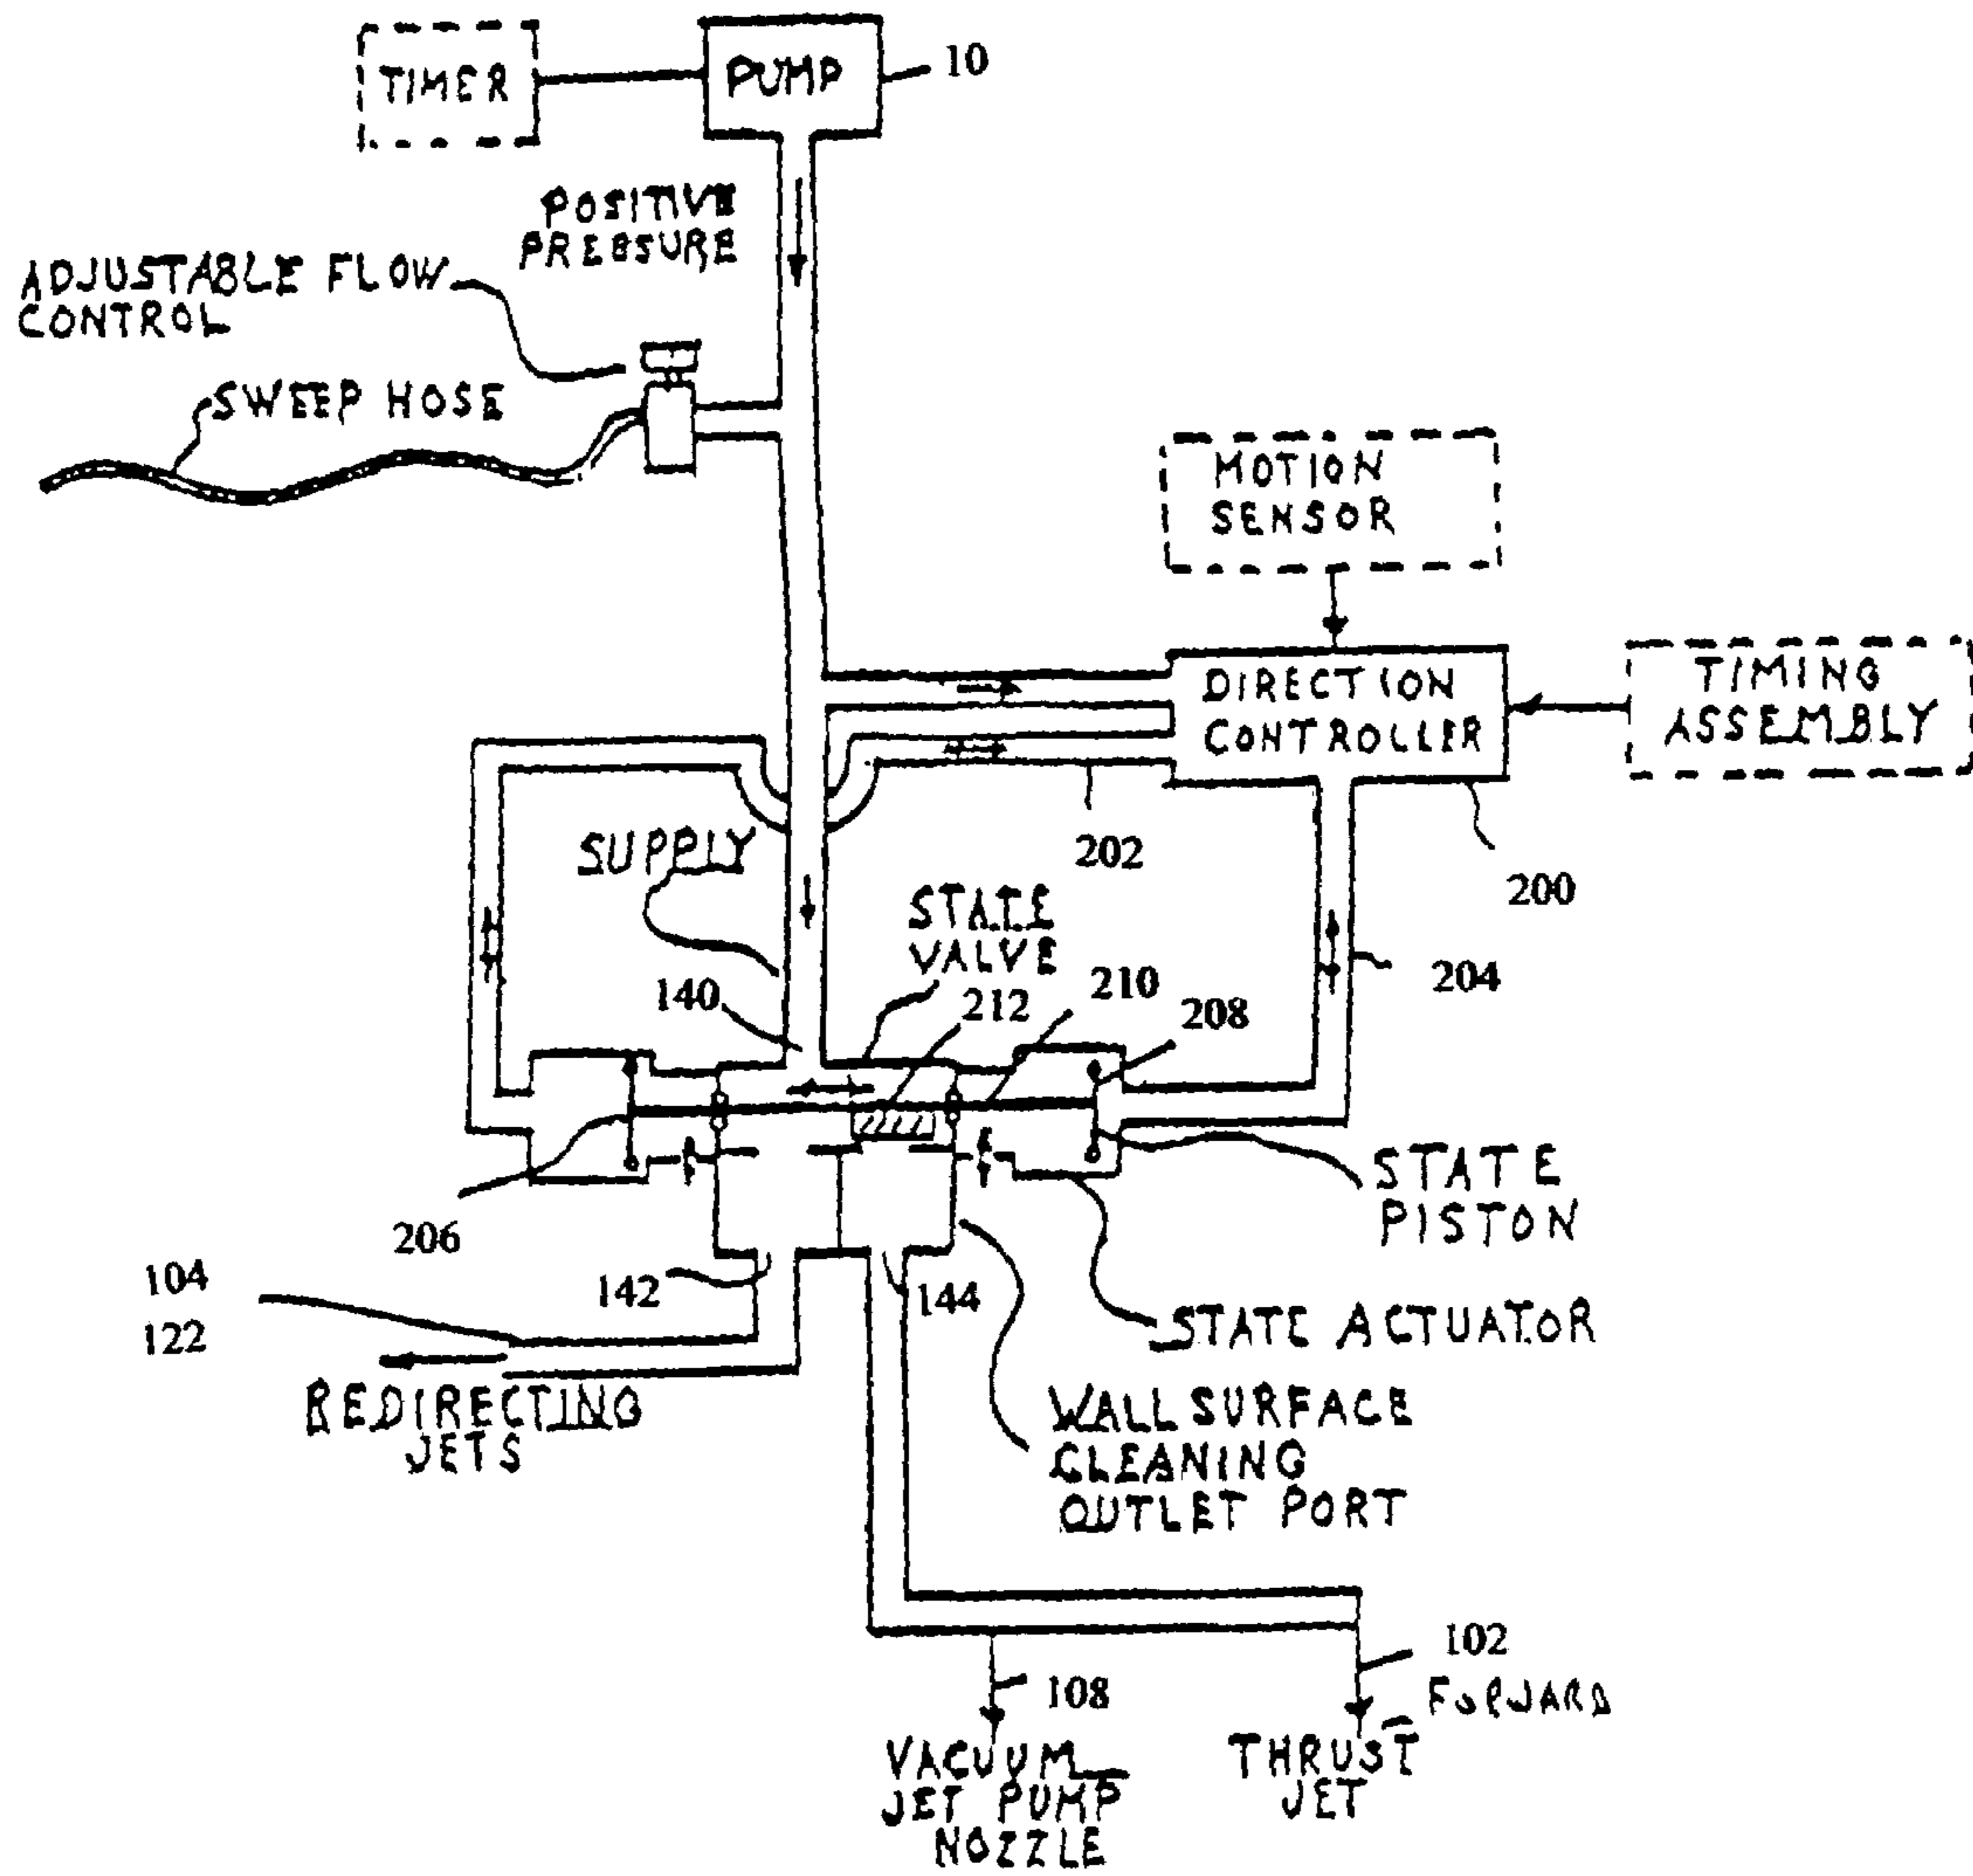 TIMER
PUMP
10
POSITIVE
PRESSURE
ADJUSTABLE FLOW
CONTROL
SWEEP HOSE
MOTION
SENSOR
DIRECTION
CONTROLLER
TIMING
ASSEMBLY
202
200
SUPPLY
STATE
VALVE
140
212
210
208
204
206
STATE
PISTON
104
122
142
144
STATE ACTUATOR
REDIRECTING
JETS
WALL SURFACE
CLEANING
OUTLET PORT
102
FORWARD
108
VACUUM
JET PUMP
NOZZLE
THRUST
JET